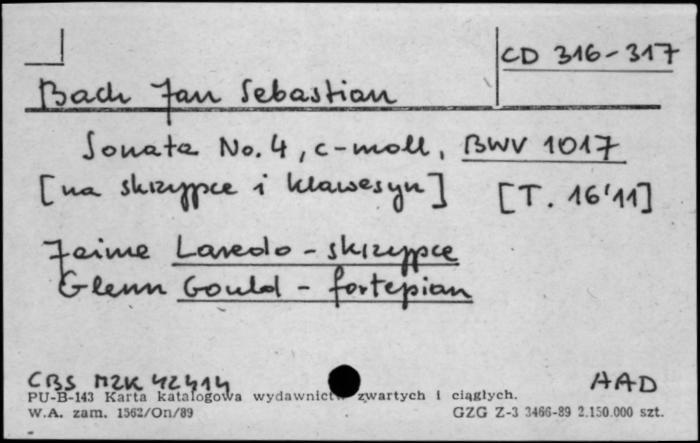 CD 316-317
Bach Jan Sebastian
Sonata No. 4, c-moll, BWV 1017
[na skrzypce i klawesyn] [T. 16'11]
Jaime Laredo - skrzypce
Glenn Gould - fortepian
CBS M2K 42414 AAD
PU-B-143 Karta katalogowa wydawnictw zwartych i ciągłych.
W.A. zam. 1562/On/89 GZG Z-3 3466-89 2.150.000 szt.